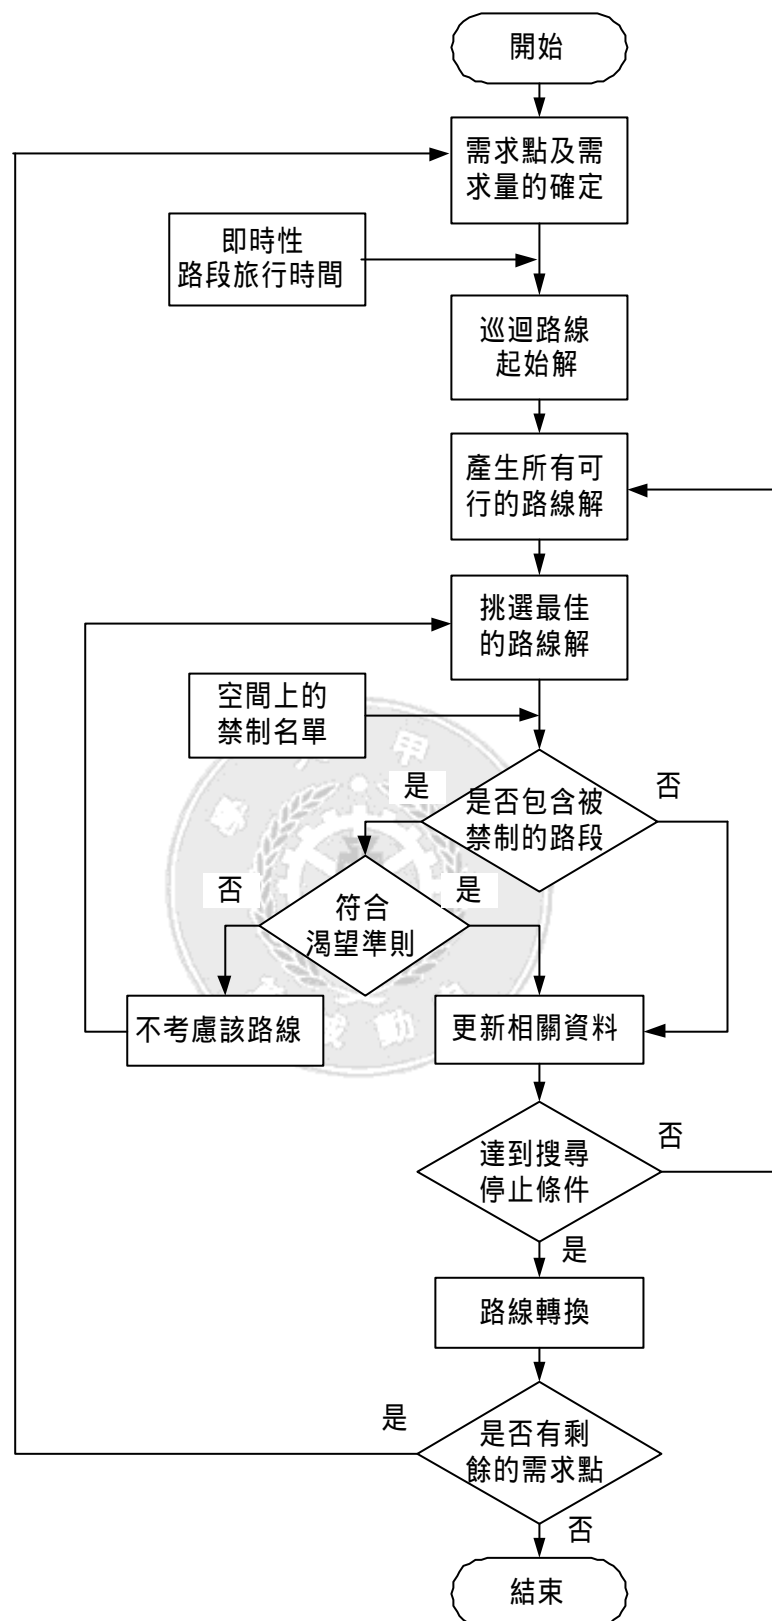 開始
需求點及需
求量的確定
即時性
路段旅行時間
巡迴路線
起始解
產生所有可
行的路線解
挑選最佳
的路線解
空間上的
禁制名單
是
是否包含被
禁制的路段
否
否
符合
渴望準則
是
不考慮該路線
更新相關資料
達到搜尋
停止條件
否
是
路線轉換
是
是否有剩
餘的需求點
否
結束